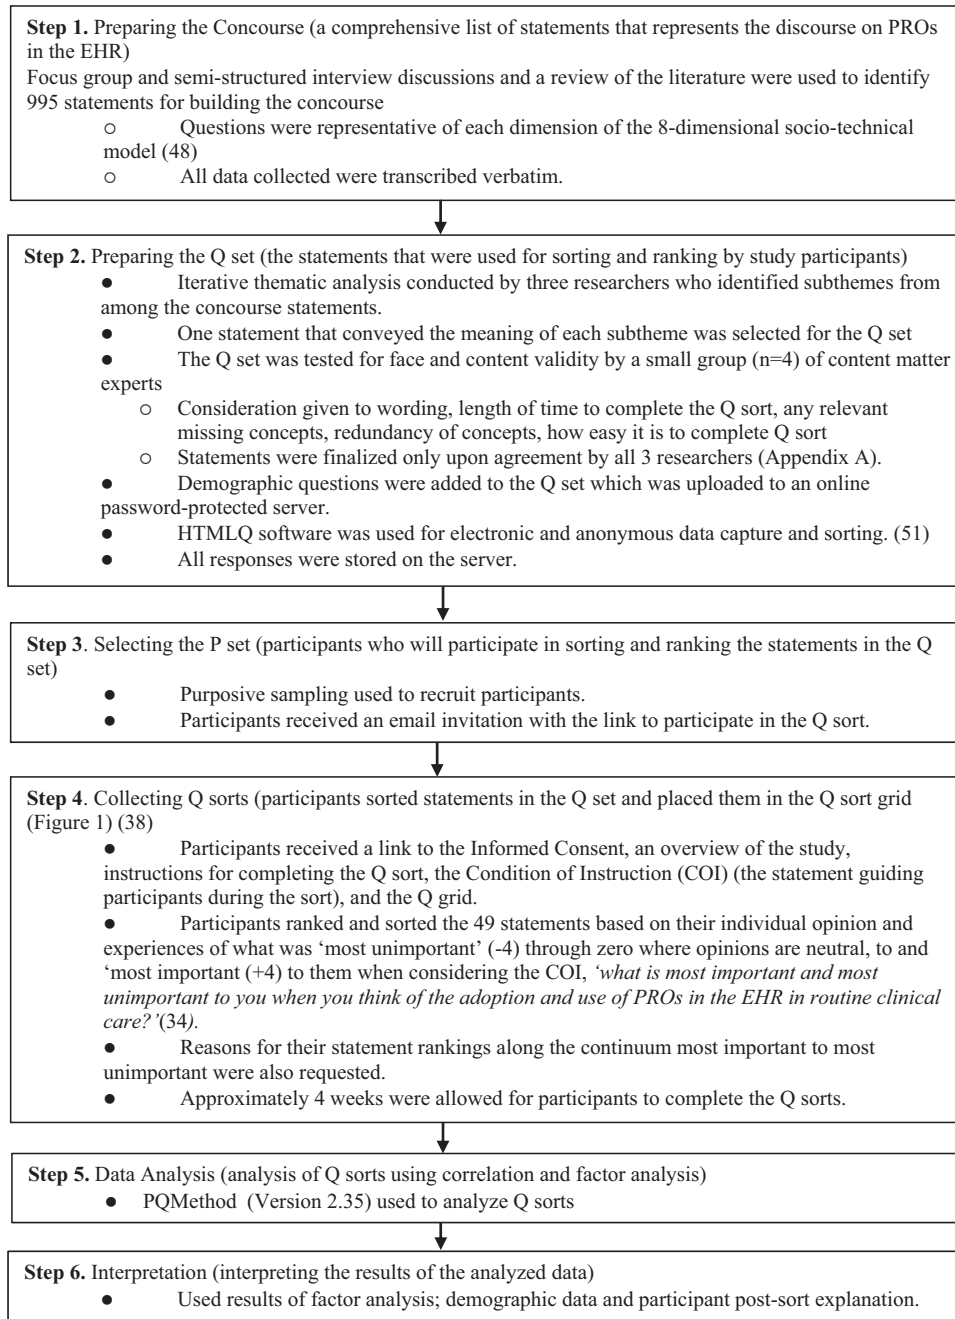 Step 1. Preparing the Concourse (a comprehensive list of statements that represents the discourse on PROs
in the EHR)
Focus group and semi-structured interview discussions and a review of the literature were used to identify
995 statements for building the concourse
○ Questions were representative of each dimension of the 8-dimensional socio-technical
model (48)
○ All data collected were transcribed verbatim.
Step 2. Preparing the Q set (the statements that were used for sorting and ranking by study participants)
● Iterative thematic analysis conducted by three researchers who identified subthemes from
among the concourse statements.
● One statement that conveyed the meaning of each subtheme was selected for the Q set
● The Q set was tested for face and content validity by a small group (n=4) of content matter
experts
○ Consideration given to wording, length of time to complete the Q sort, any relevant
missing concepts, redundancy of concepts, how easy it is to complete Q sort
○ Statements were finalized only upon agreement by all 3 researchers (Appendix A).
● Demographic questions were added to the Q set which was uploaded to an online
password-protected server.
● HTMLQ software was used for electronic and anonymous data capture and sorting. (51)
● All responses were stored on the server.
Step 3. Selecting the P set (participants who will participate in sorting and ranking the statements in the Q
set)
● Purposive sampling used to recruit participants.
● Participants received an email invitation with the link to participate in the Q sort.
Step 4. Collecting Q sorts (participants sorted statements in the Q set and placed them in the Q sort grid
(Figure 1) (38)
● Participants received a link to the Informed Consent, an overview of the study,
instructions for completing the Q sort, the Condition of Instruction (COI) (the statement guiding
participants during the sort), and the Q grid.
● Participants ranked and sorted the 49 statements based on their individual opinion and
experiences of what was ‘most unimportant’ (-4) through zero where opinions are neutral, to and
‘most important (+4) to them when considering the COI, ‘what is most important and most
unimportant to you when you think of the adoption and use of PROs in the EHR in routine clinical
care?’(34).
● Reasons for their statement rankings along the continuum most important to most
unimportant were also requested.
● Approximately 4 weeks were allowed for participants to complete the Q sorts.
Step 5. Data Analysis (analysis of Q sorts using correlation and factor analysis)
● PQMethod (Version 2.35) used to analyze Q sorts
Step 6. Interpretation (interpreting the results of the analyzed data)
● Used results of factor analysis; demographic data and participant post-sort explanation.